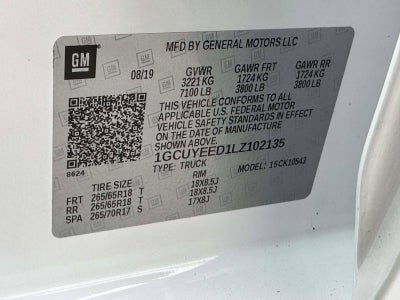 GM
MFD BY GENERAL MOTORS LLC
08/19 GVWR GAWR FRT GAWR RR
3221 KG 1724 KG 1724 KG
7100 LB 3800 LB 3800 LB
THIS VEHICLE CONFORMS TO ALL
APPLICABLE U.S. FEDERAL MOTOR
VEHICLE SAFETY STANDARDS IN EFFECT
ON THE DATE OF MANUFACTURE SHOWN ABOVE.
1GCUYEED1LZ102135
8624 TYPE: TRUCK MODEL: 15CK10543
TIRE SIZE RIM
FRT 265/65R18 T 18X8.5J
RR 265/65R18 T 18X8.5J
SPA 265/70R17 S 17X8J